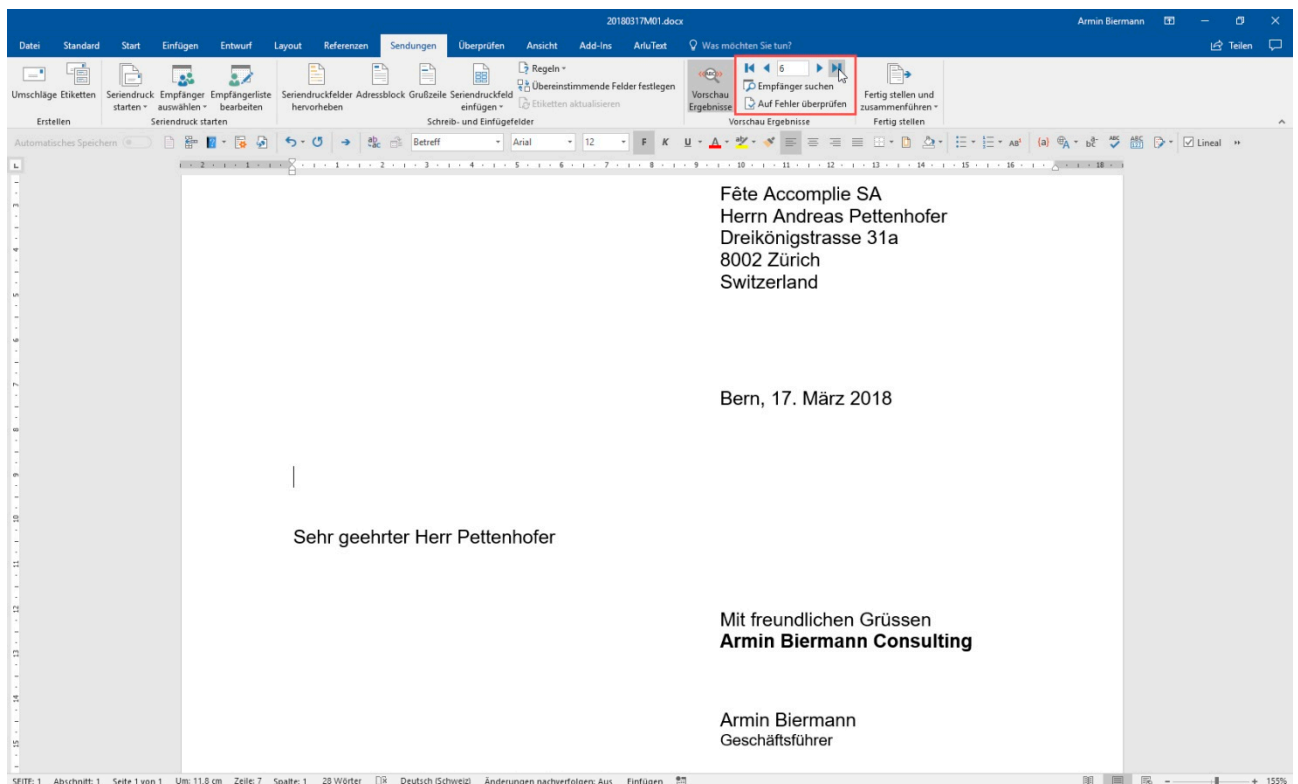 20180317M01.docx
Armin Biermann
Datei Standard Start Einfügen Entwurf Layout Referenzen Sendungen Überprüfen Ansicht Add-Ins ArluText Was möchten Sie tun? Teilen
Umschläge Etiketten
Erstellen
Seriendruck starten
Empfänger auswählen
Empfängerliste bearbeiten
Seriendruck starten
Seriendruckfelder hervorheben
Adressblock Grußzeile
Seriendruckfeld einfügen
Regeln
Übereinstimmende Felder festlegen
Etiketten aktualisieren
Schreib- und Einfügefelder
Vorschau Ergebnisse
6
Empfänger suchen
Auf Fehler überprüfen
Vorschau Ergebnisse
Fertig stellen und zusammenführen
Fertig stellen
Automatisches Speichern Betreff Arial 12 F K U Lineal
Fête Accomplie SA
Herrn Andreas Pettenhofer
Dreikönigstrasse 31a
8002 Zürich
Switzerland
Bern, 17. März 2018
Sehr geehrter Herr Pettenhofer
Mit freundlichen Grüssen
Armin Biermann Consulting
Armin Biermann
Geschäftsführer
SEITE: 1 Abschnitt: 1 Seite 1 von 1 Um: 11.8 cm Zeile: 7 Spalte: 1 28 Wörter Deutsch (Schweiz) Änderungen nachverfolgen: Aus Einfügen 155%